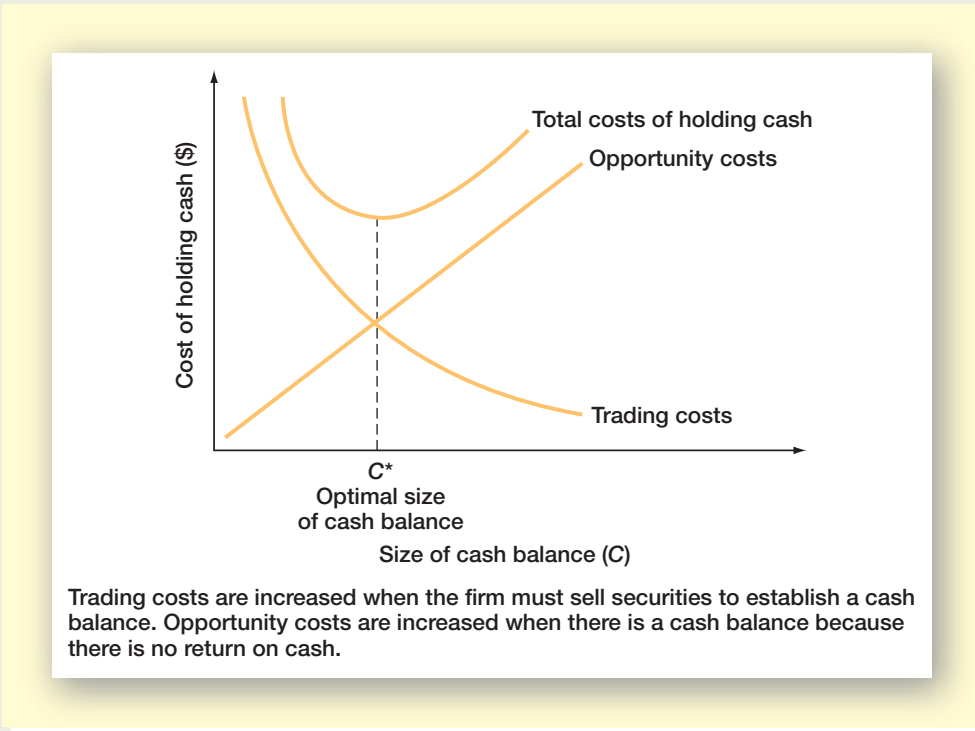 Total costs of holding cash
Opportunity costs
Cost of holding cash ($)
Trading costs
C*
Optimal size
of cash balance
Size of cash balance (C)
Trading costs are increased when the firm must sell securities to establish a cash
balance. Opportunity costs are increased when there is a cash balance because
there is no return on cash.